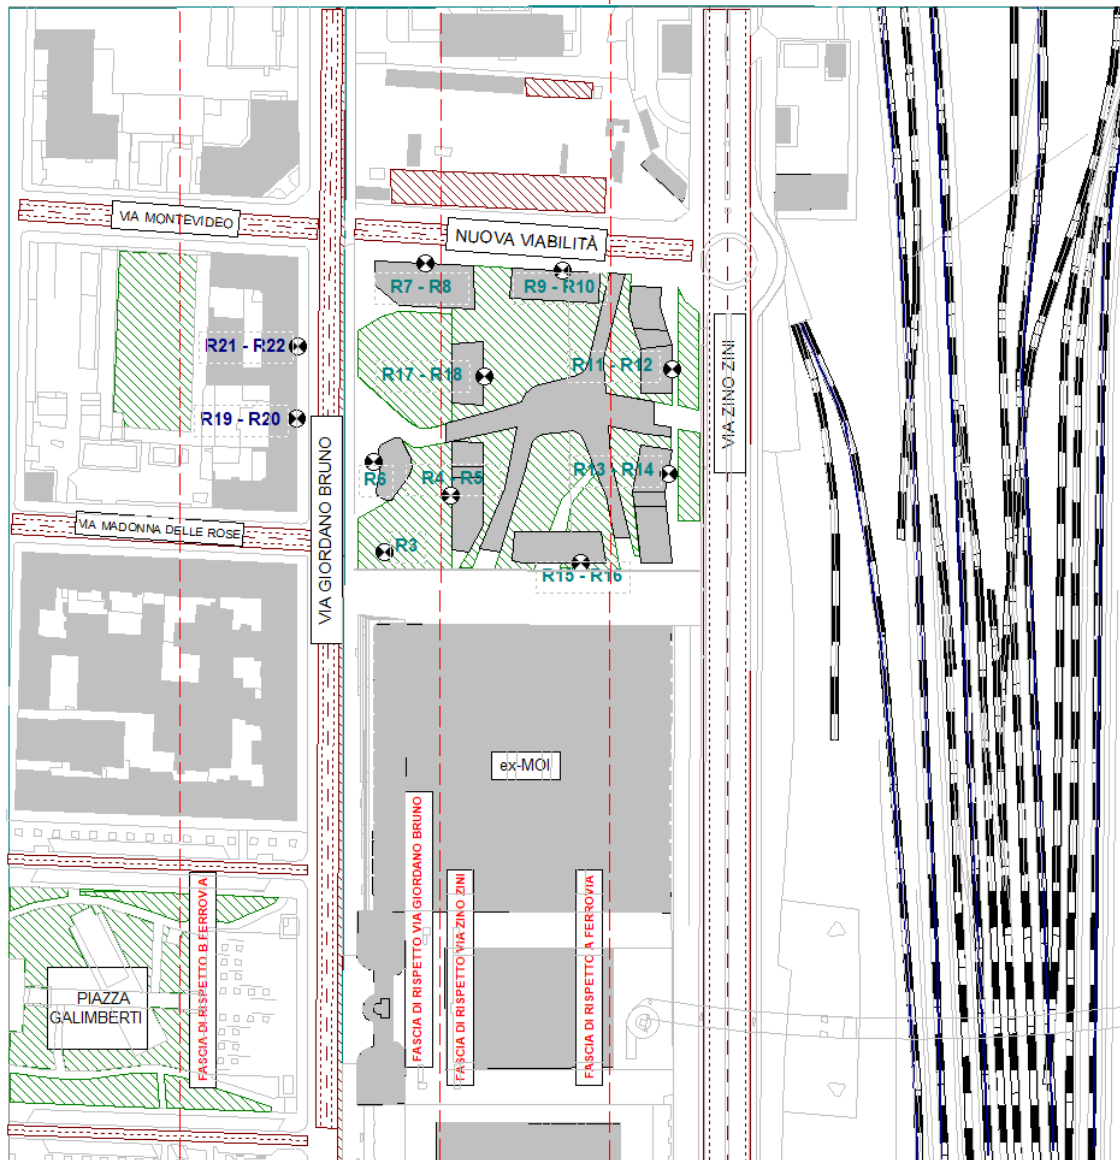 VIA MONTEVIDEO
NUOVA VIABILITÀ
R7 - R8
R9 - R10
R21 - R22
R17 - R18
R11 - R12
VIA ZINO ZINI
R19 - R20
R6
R4 - R5
R13 - R14
VIA GIORDANO BRUNO
VIA MADONNA DELLE ROSE
R3
R15 - R16
ex-MOI
FASCIA DI RISPETTO VIA GIORDANO BRUNO
FASCIA DI RISPETTO VIA ZINO ZINI
FASCIA DI RISPETTO A FERROVIA
FASCIA DI RISPETTO B FERROVIA
PIAZZA
GALIMBERTI